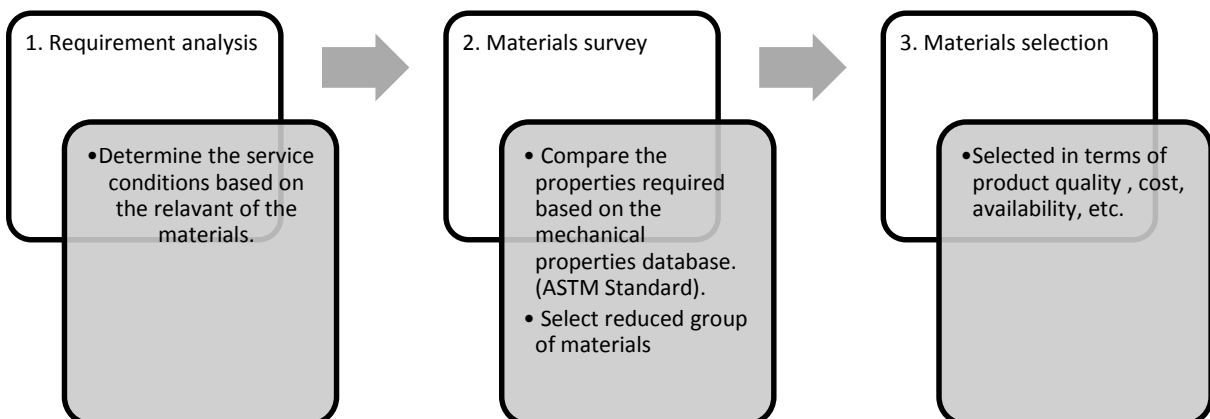 1. Requirement analysis
•Determine the service
conditions based on
the relavant of the
materials.
2. Materials survey
• Compare the
properties required
based on the
mechanical
properties database.
(ASTM Standard).
• Select reduced group
of materials
3. Materials selection
•Selected in terms of
product quality , cost,
availability, etc.